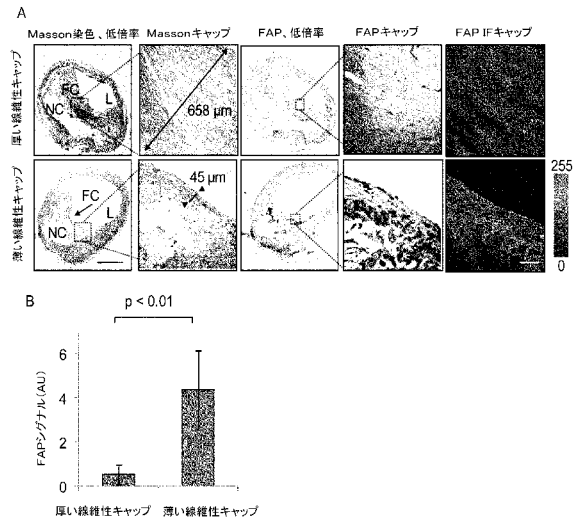 A
Masson染色、低倍率
Massonキャップ
FAP、低倍率
FAPキャップ
FAP IFキャップ
厚い線維性キャップ
FC
NC
L
658 μm
薄い線維性キャップ
FC
NC
L
45 μm
255
0
B
p < 0.01
FAPシグナル(AU)
6
4
2
0
厚い線維性キャップ
薄い線維性キャップ